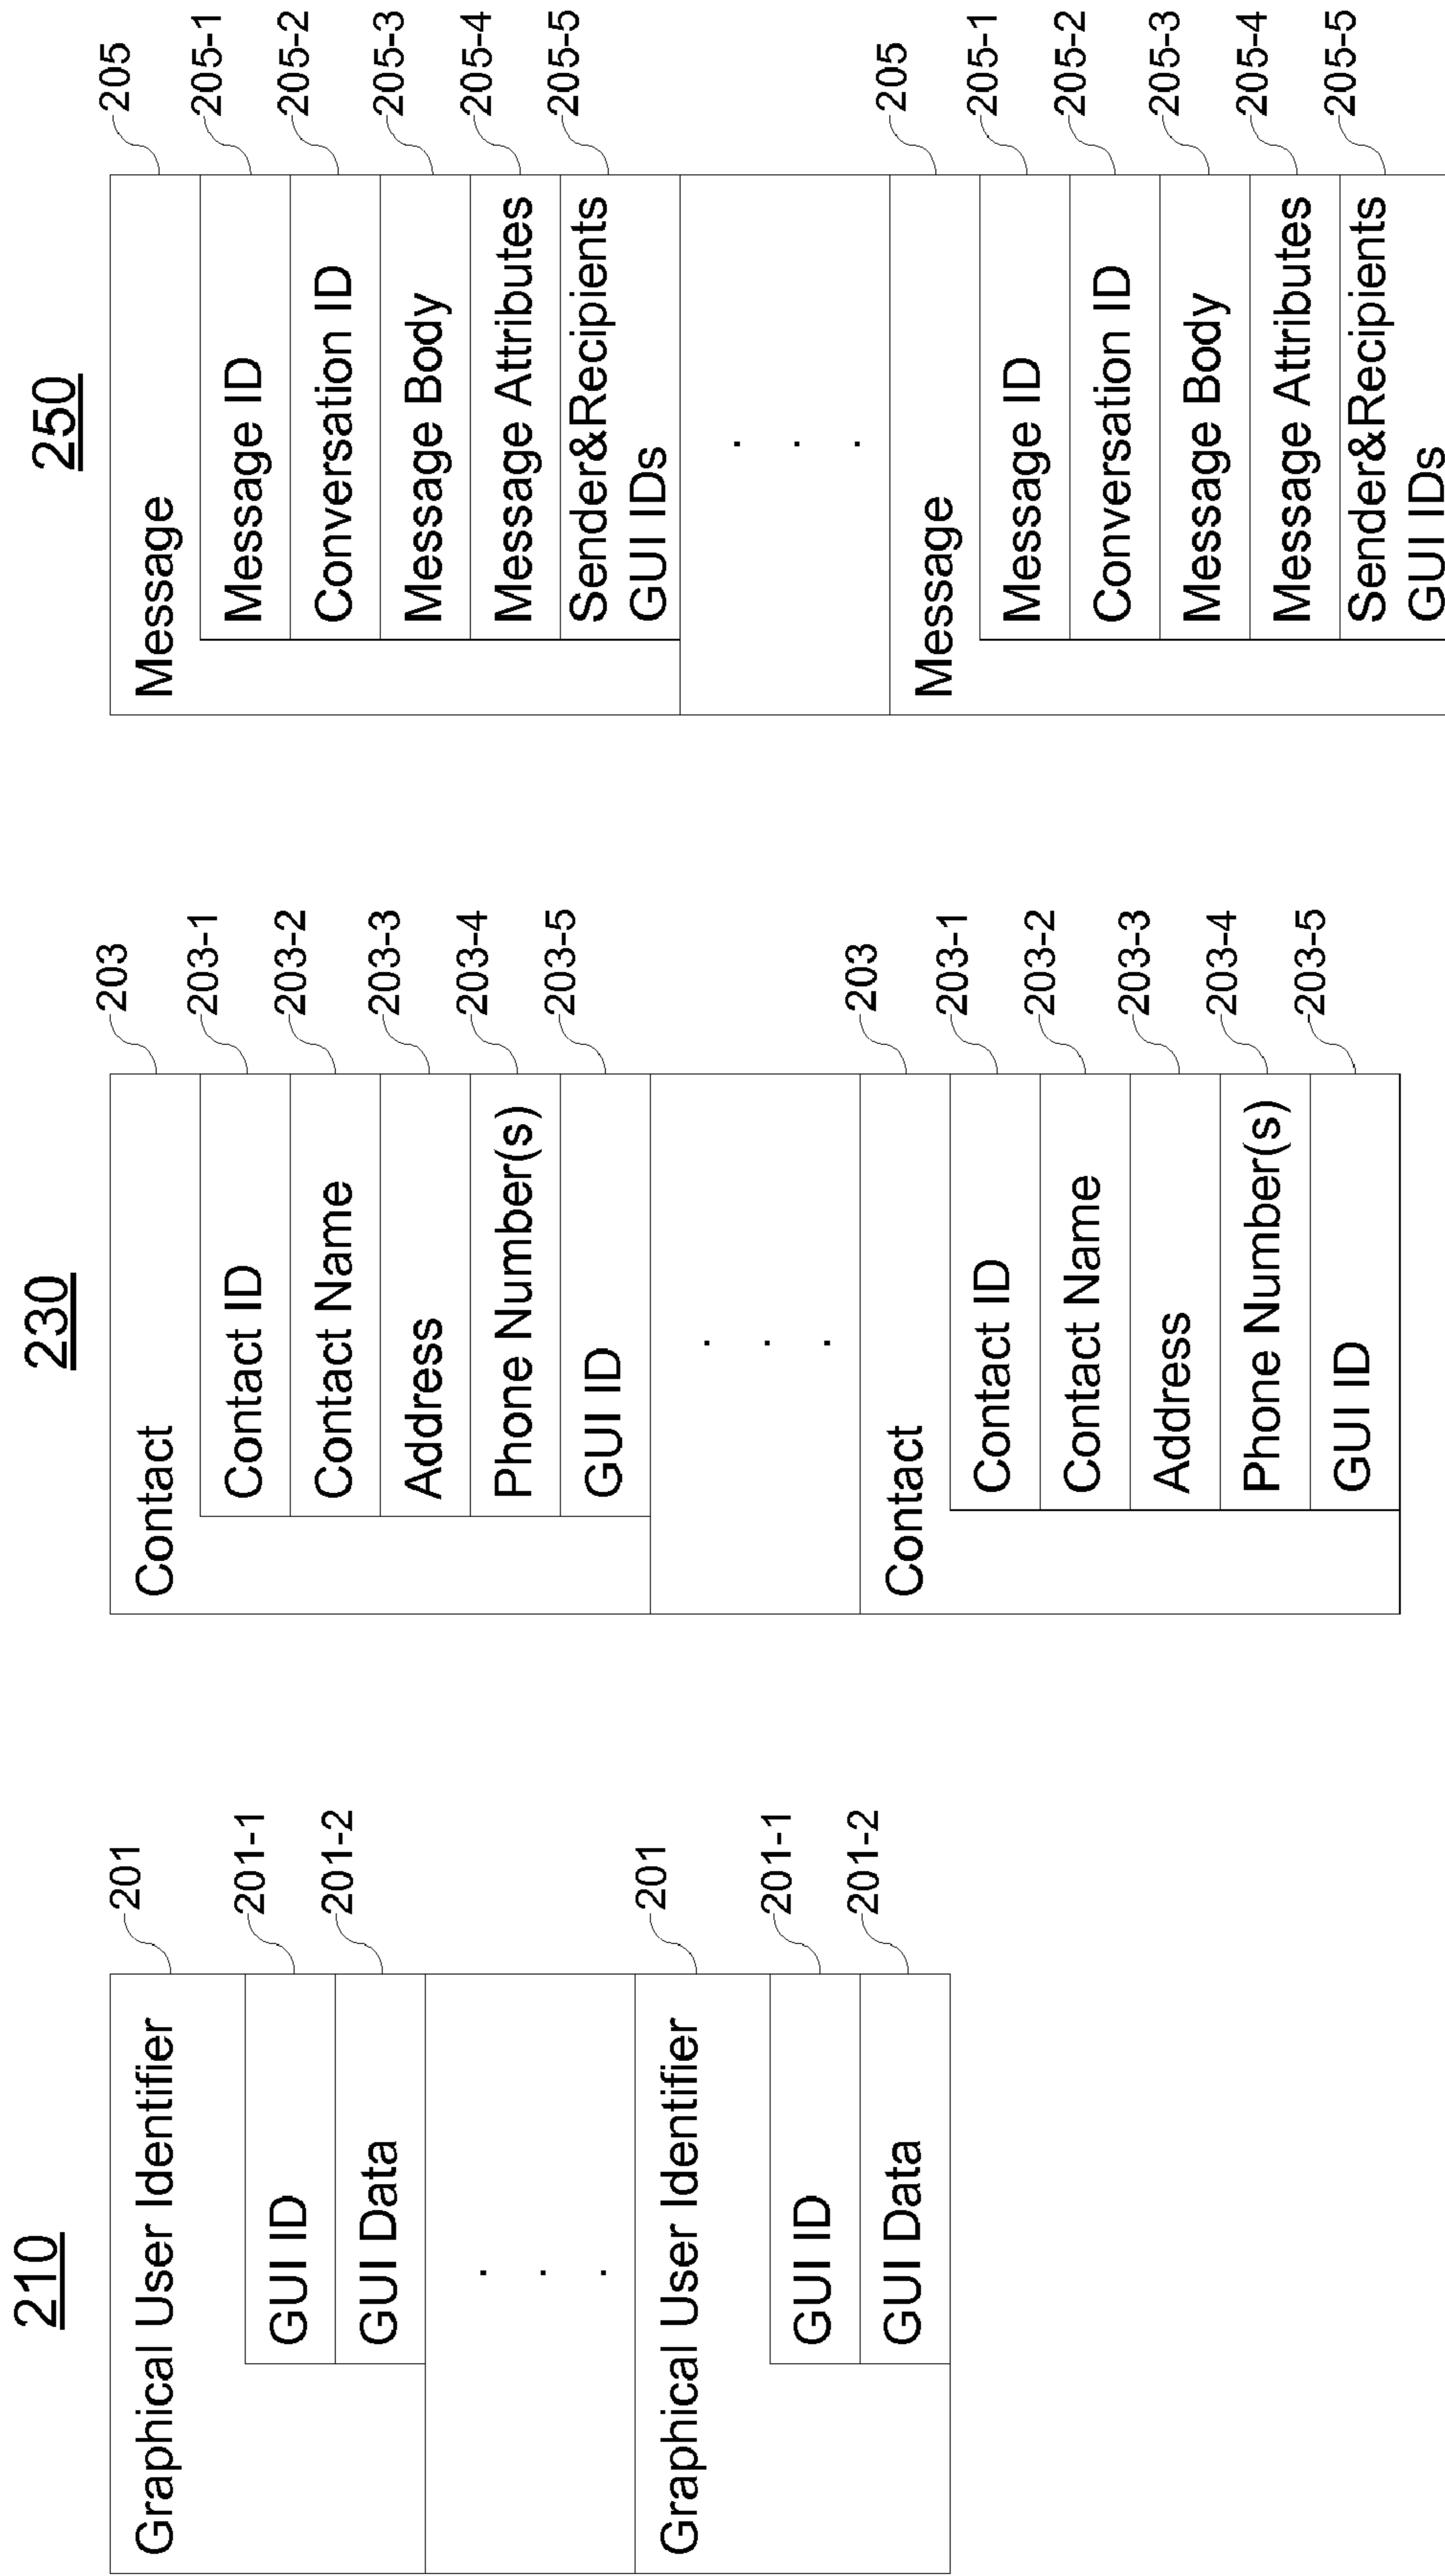 210
Graphical User Identifier
201
GUI ID
201-1
GUI Data
201-2
. . .
Graphical User Identifier
201
GUI ID
201-1
GUI Data
201-2
230
Contact
203
Contact ID
203-1
Contact Name
203-2
Address
203-3
Phone Number(s)
203-4
GUI ID
203-5
. . .
Contact
203
Contact ID
203-1
Contact Name
203-2
Address
203-3
Phone Number(s)
203-4
GUI ID
203-5
250
Message
205
Message ID
205-1
Conversation ID
205-2
Message Body
205-3
Message Attributes
205-4
Sender&Recipients
GUI IDs
205-5
. . .
Message
205
Message ID
205-1
Conversation ID
205-2
Message Body
205-3
Message Attributes
205-4
Sender&Recipients
GUI IDs
205-5